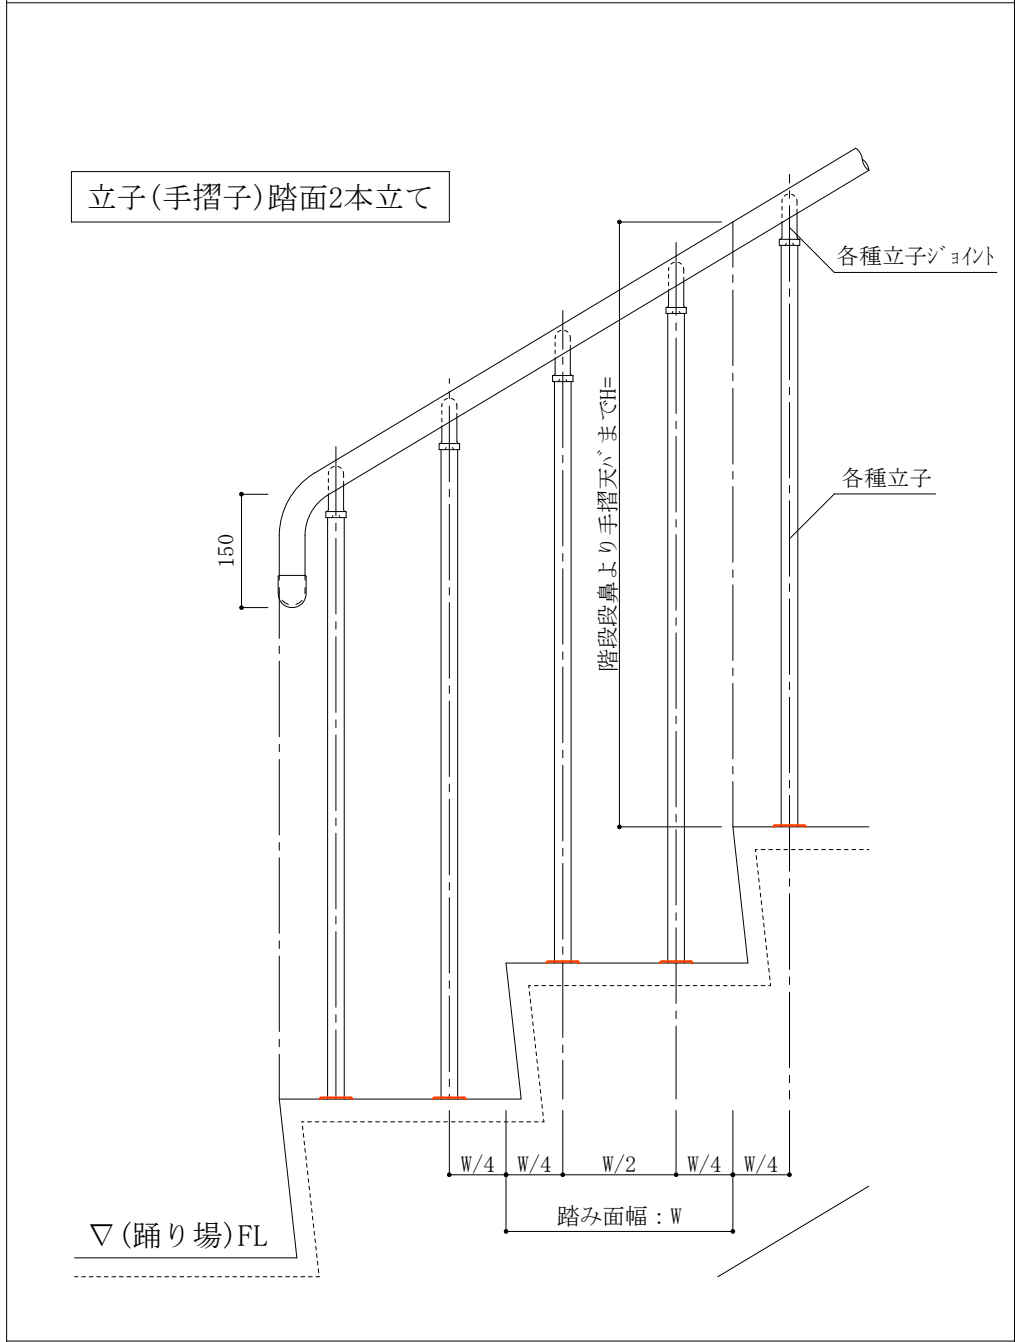 立子(手摺子)踏面2本立て
各種立子ｼﾞｮｲﾝﾄ
階段段鼻より手摺天ﾊﾞまでH=
各種立子
150
W/4 W/4 W/2 W/4 W/4
踏み面幅：W
▽(踊り場)FL